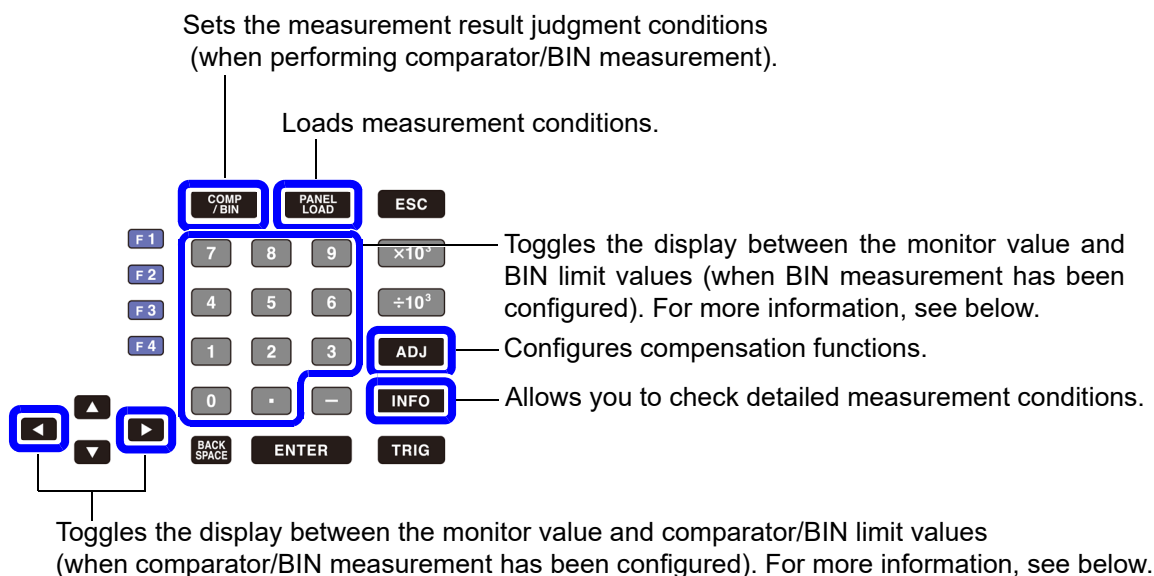 Sets the measurement result judgment conditions
(when performing comparator/BIN measurement).
Loads measurement conditions.
COMP
/BIN
PANEL
LOAD
ESC
F1
7
8
9
×10³
Toggles the display between the monitor value and
BIN limit values (when BIN measurement has been
configured). For more information, see below.
F2
4
5
6
÷10³
F3
F4
1
2
3
ADJ
Configures compensation functions.
0
.
–
INFO
Allows you to check detailed measurement conditions.
▲
◀
▶
▼
BACK
SPACE
ENTER
TRIG
Toggles the display between the monitor value and comparator/BIN limit values
(when comparator/BIN measurement has been configured). For more information, see below.